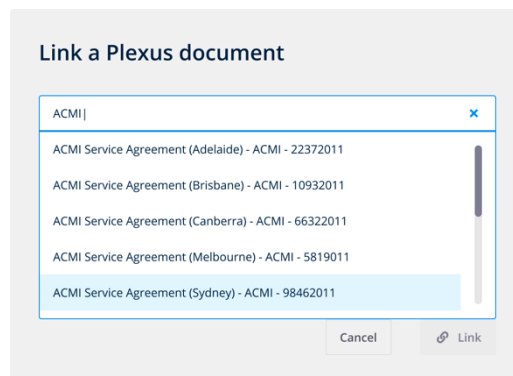 Link a Plexus document
ACMI
ACMI Service Agreement (Adelaide) - ACMI - 22372011
ACMI Service Agreement (Brisbane) - ACMI - 10932011
ACMI Service Agreement (Canberra) - ACMI - 66322011
ACMI Service Agreement (Melbourne) - ACMI - 5819011
ACMI Service Agreement (Sydney) - ACMI - 98462011
Cancel
Link